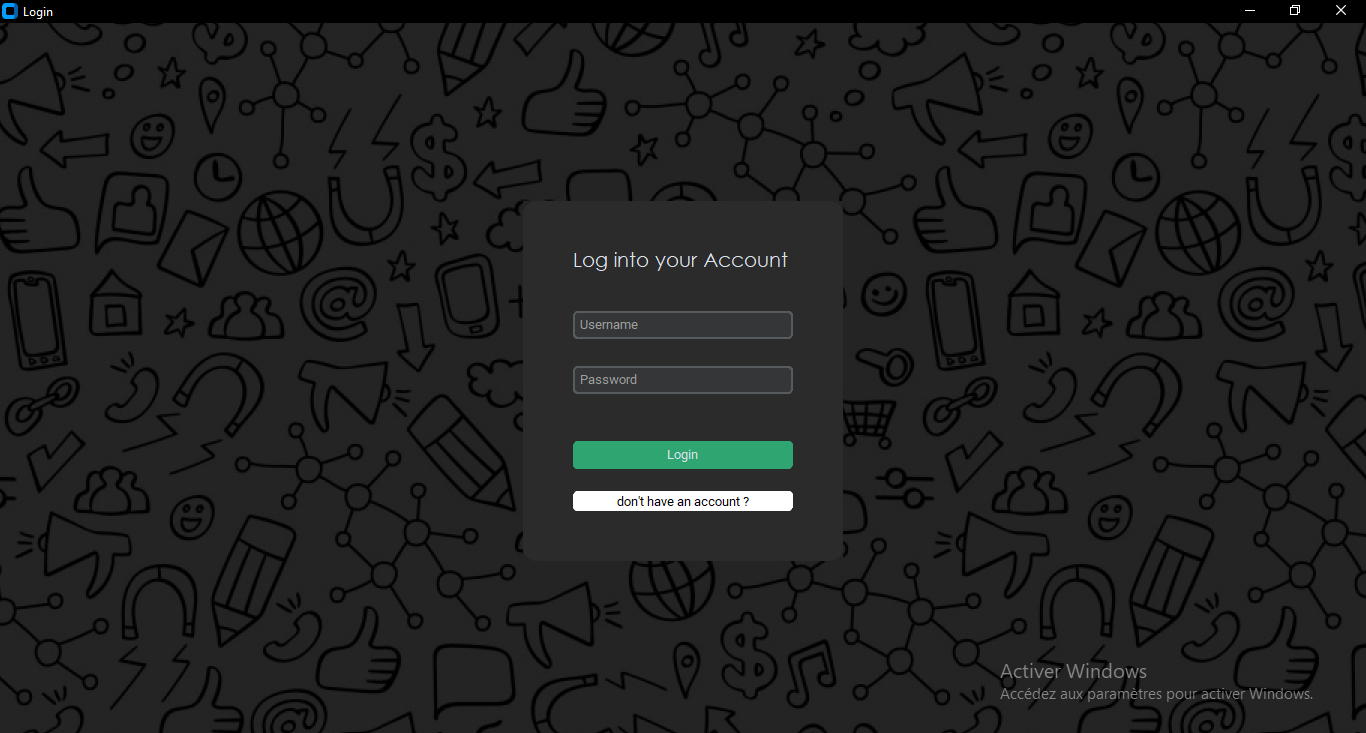 Login
Log into your Account
Username
Password
Login
don't have an account ?
Activer Windows
Accédez aux paramètres pour activer Windows.